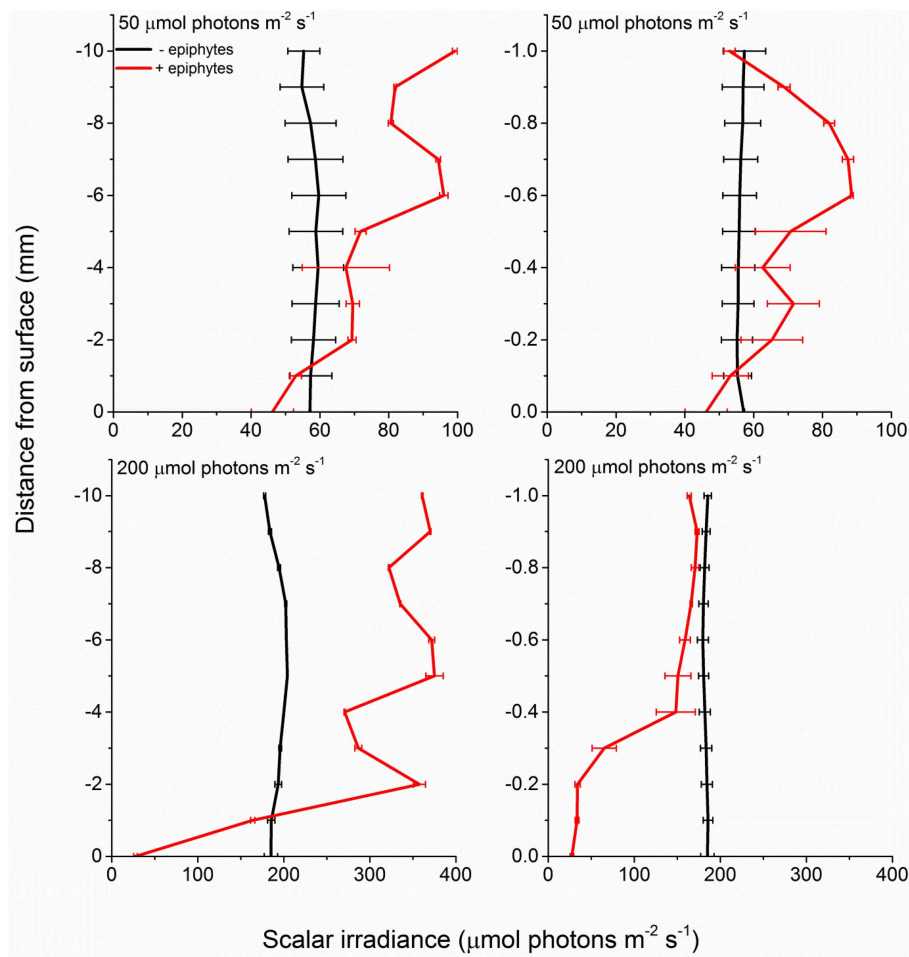 50 μmol photons m⁻² s⁻¹
- epiphytes
+ epiphytes
-10
-8
-6
-4
-2
0
0 20 40 60 80 100
50 μmol photons m⁻² s⁻¹
-1.0
-0.8
-0.6
-0.4
-0.2
0.0
0 20 40 60 80 100
Distance from surface (mm)
200 μmol photons m⁻² s⁻¹
-10
-8
-6
-4
-2
0
0 100 200 300 400
200 μmol photons m⁻² s⁻¹
-1.0
-0.8
-0.6
-0.4
-0.2
0.0
0 100 200 300 400
Scalar irradiance (μmol photons m⁻² s⁻¹)